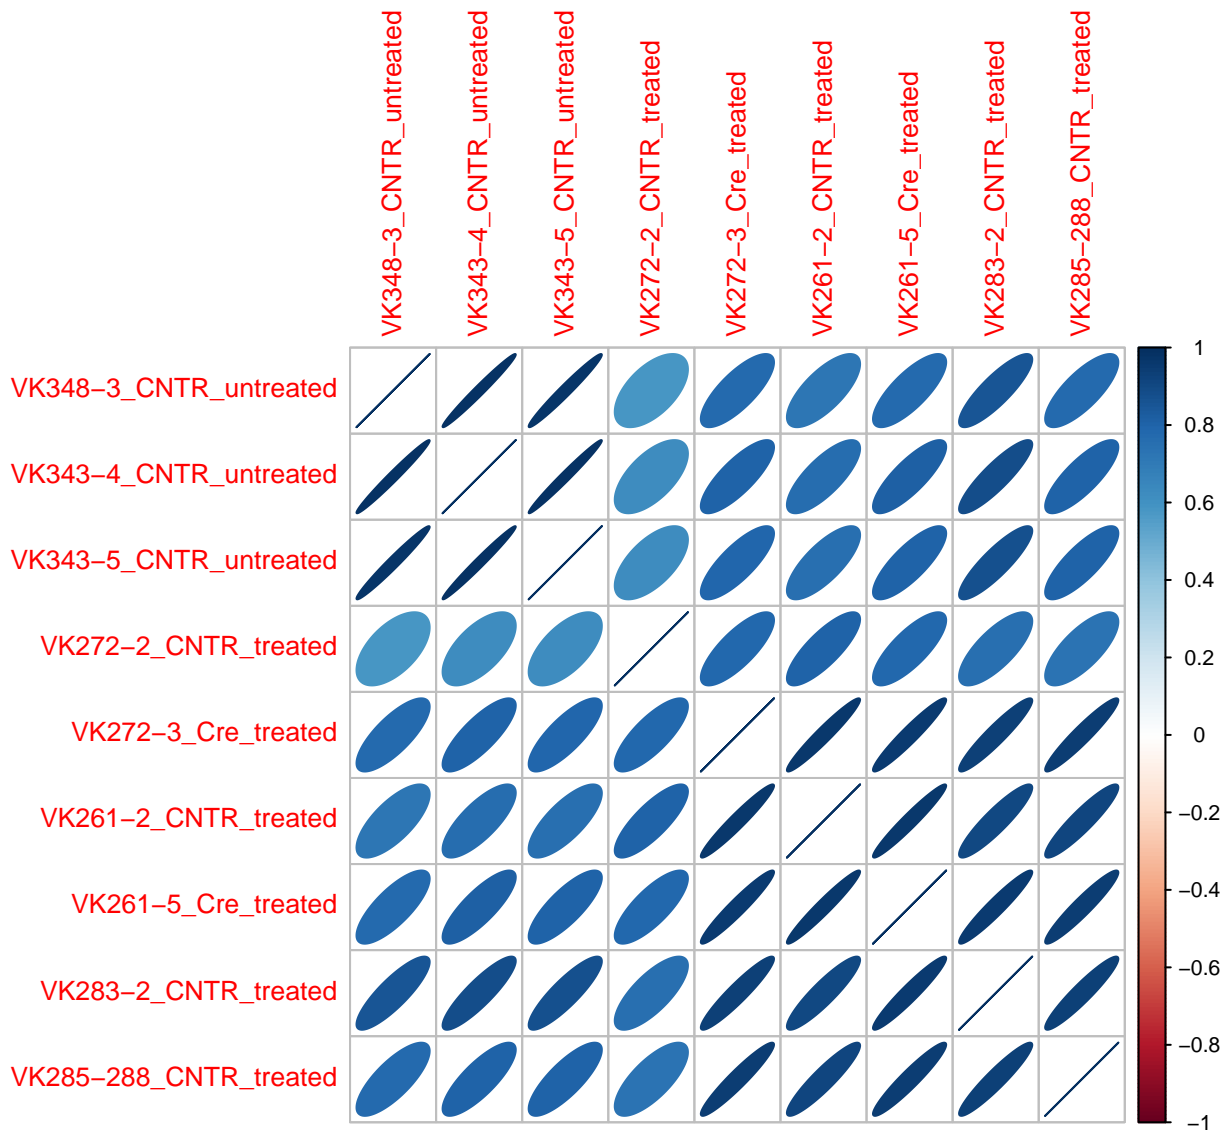 VK348−3_CNTR_untreated
VK343−4_CNTR_untreated
VK343−5_CNTR_untreated
VK272−2_CNTR_treated
VK272−3_Cre_treated
VK261−2_CNTR_treated
VK261−5_Cre_treated
VK283−2_CNTR_treated
VK285−288_CNTR_treated
VK348−3_CNTR_untreated
VK343−4_CNTR_untreated
VK343−5_CNTR_untreated
VK272−2_CNTR_treated
VK272−3_Cre_treated
VK261−2_CNTR_treated
VK261−5_Cre_treated
VK283−2_CNTR_treated
VK285−288_CNTR_treated
1
0.8
0.6
0.4
0.2
0
−0.2
−0.4
−0.6
−0.8
−1